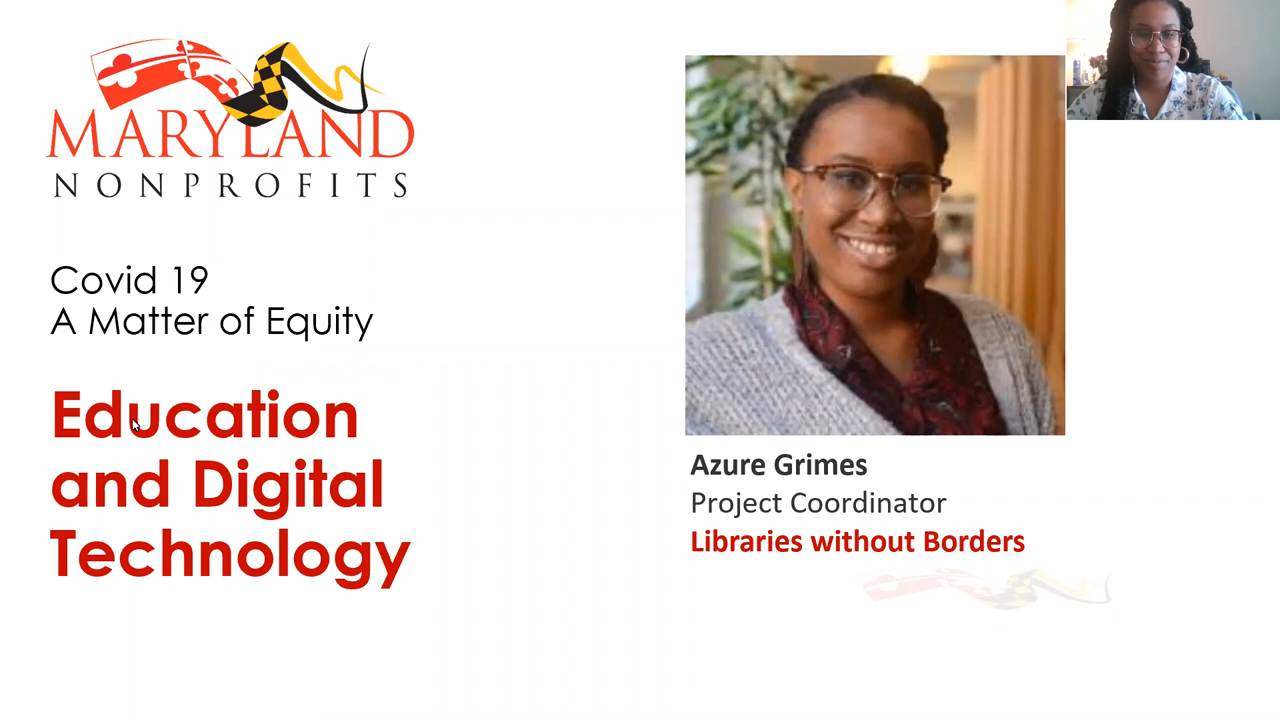 MARYLAND
NONPROFITS
Covid 19
A Matter of Equity
Education
and Digital
Technology
Azure Grimes
Project Coordinator
Libraries without Borders